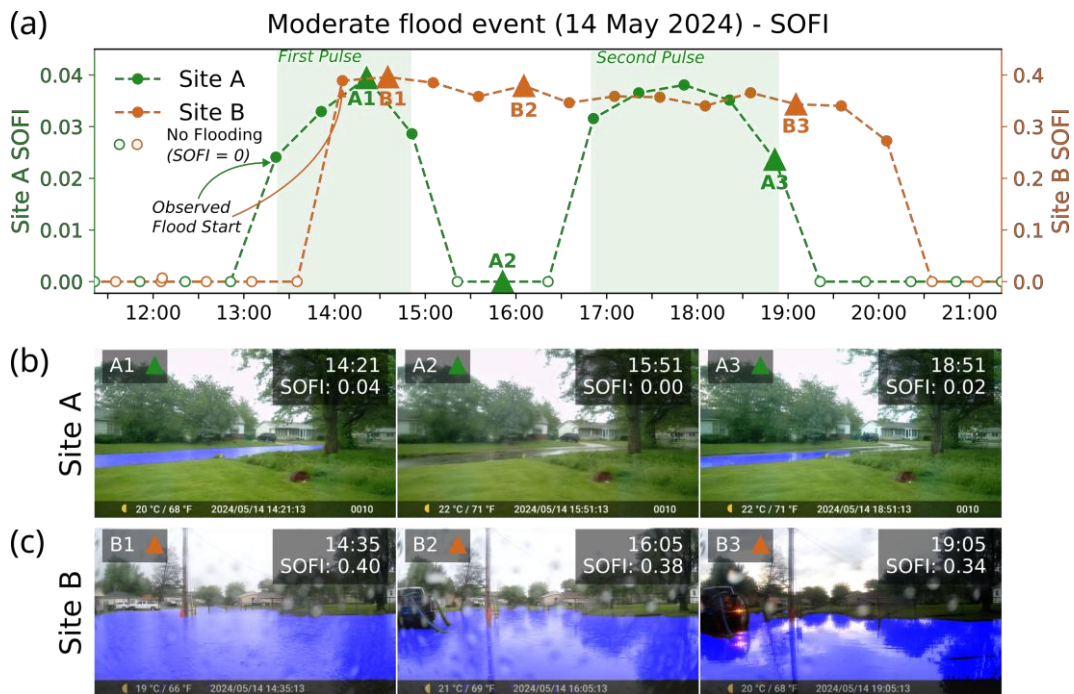 (a)
Moderate flood event (14 May 2024) - SOFI
First Pulse
Second Pulse
Site A
Site B
No Flooding
(SOFI = 0)
Observed
Flood Start
A1
B1
B2
A2
B3
A3
Site A SOFI
0.04
0.03
0.02
0.01
0.00
Site B SOFI
0.4
0.3
0.2
0.1
0.0
12:00 13:00 14:00 15:00 16:00 17:00 18:00 19:00 20:00 21:00
(b)
Site A
A1
14:21
SOFI: 0.04
20 °C / 68 °F 2024/05/14 14:21:13 0010
A2
15:51
SOFI: 0.00
22 °C / 71 °F 2024/05/14 15:51:13 0010
A3
18:51
SOFI: 0.02
22 °C / 71 °F 2024/05/14 18:51:13 0010
(c)
Site B
B1
14:35
SOFI: 0.40
19 °C / 66 °F 2024/05/14 14:35:13
B2
16:05
SOFI: 0.38
21 °C / 69 °F 2024/05/14 16:05:13
B3
19:05
SOFI: 0.34
20 °C / 68 °F 2024/05/14 19:05:13